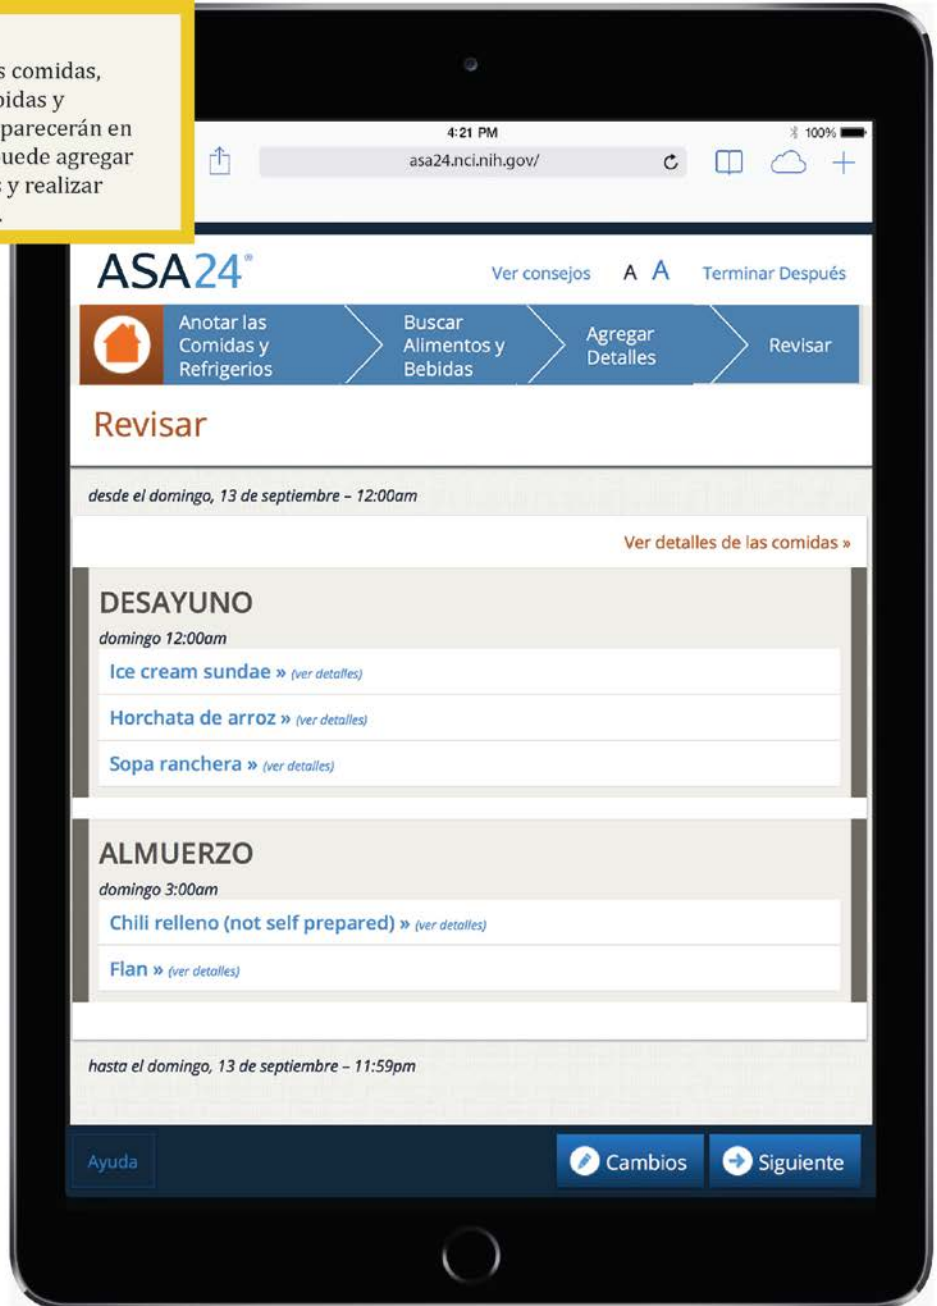 s comidas,
bidas y
parecerán en
puede agregar
s y realizar
.
4:21 PM
100%
asa24.nci.nih.gov/
ASA24®
Ver consejos A A Terminar Después
Anotar las
Comidas y
Refrigerios
Buscar
Alimentos y
Bebidas
Agregar
Detalles
Revisar
Revisar
desde el domingo, 13 de septiembre – 12:00am
Ver detalles de las comidas »
DESAYUNO
domingo 12:00am
Ice cream sundae » (ver detalles)
Horchata de arroz » (ver detalles)
Sopa ranchera » (ver detalles)
ALMUERZO
domingo 3:00am
Chili relleno (not self prepared) » (ver detalles)
Flan » (ver detalles)
hasta el domingo, 13 de septiembre – 11:59pm
Ayuda
Cambios
Siguiente